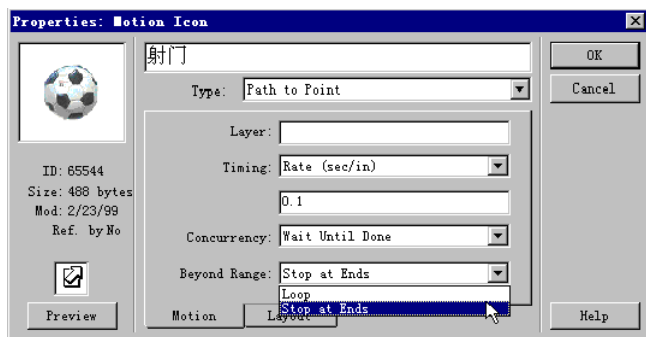 Properties: Motion Icon
射门
OK
Type: Path to Point
Cancel
Layer:
ID: 65544
Timing: Rate (sec/in)
Size: 488 bytes
0.1
Mod: 2/23/99
Ref. by No
Concurrency: Wait Until Done
Beyond Range: Stop at Ends
Loop
Stop at Ends
Preview
Motion
Layout
Help